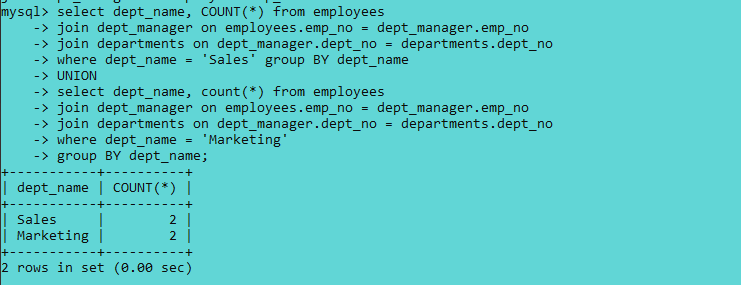 mysql> select dept_name, COUNT(*) from employees
    -> join dept_manager on employees.emp_no = dept_manager.emp_no
    -> join departments on dept_manager.dept_no = departments.dept_no
    -> where dept_name = 'Sales' group BY dept_name
    -> UNION
    -> select dept_name, count(*) from employees
    -> join dept_manager on employees.emp_no = dept_manager.emp_no
    -> join departments on dept_manager.dept_no = departments.dept_no
    -> where dept_name = 'Marketing'
    -> group BY dept_name;
+-----------+----------+
| dept_name | COUNT(*) |
+-----------+----------+
| Sales     |        2 |
| Marketing |        2 |
+-----------+----------+
2 rows in set (0.00 sec)